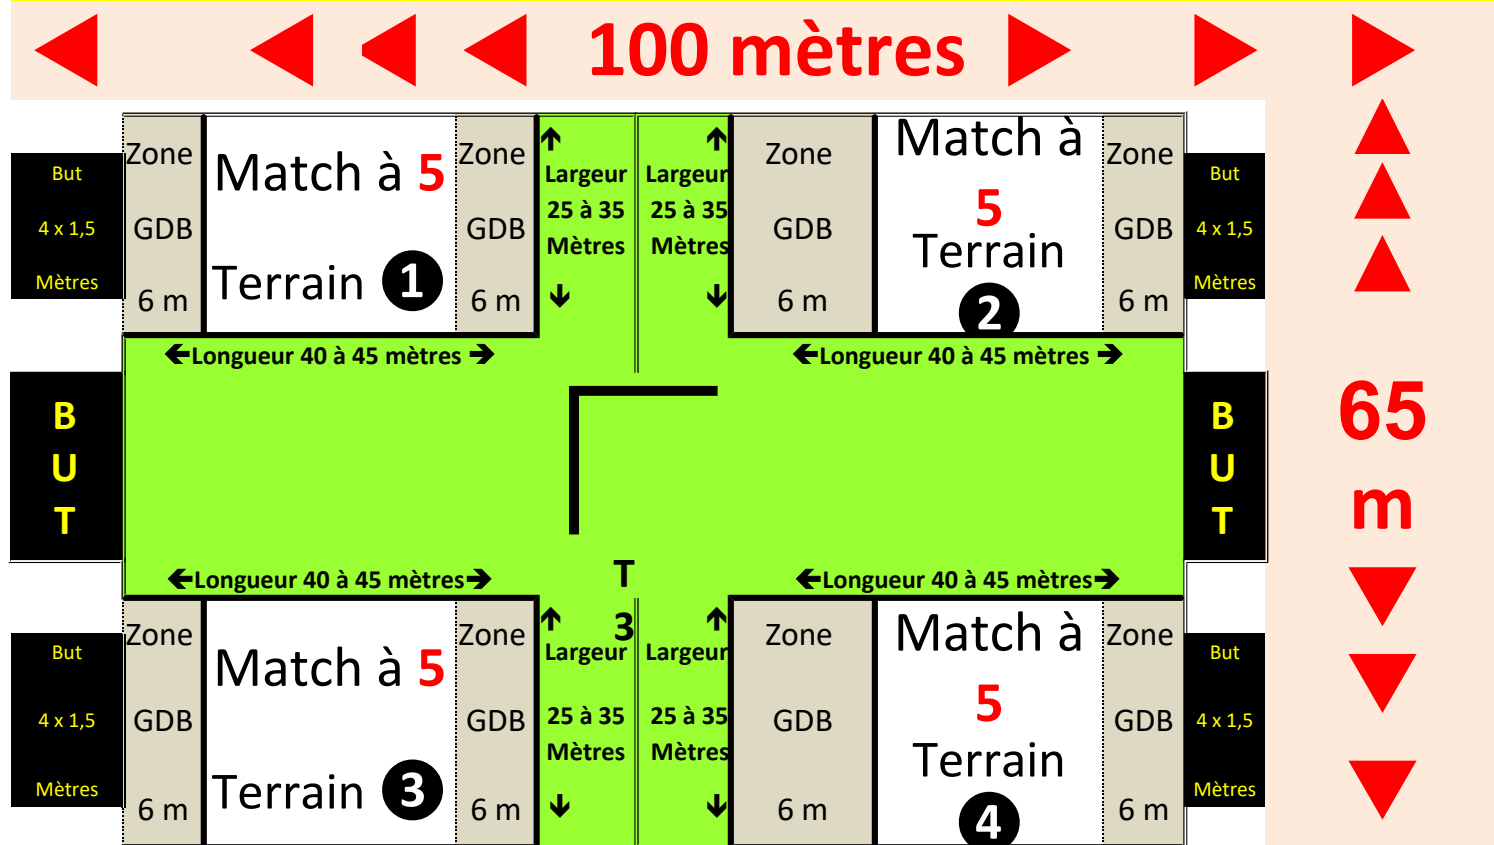 100 mètres
But
4 x 1,5
Mètres
Zone
GDB
6 m
Match à 5
Terrain 1
Zone
GDB
6 m
Largeur
25 à 35
Mètres
Largeur
25 à 35
Mètres
Zone
GDB
6 m
Match à
5
Terrain
2
Zone
GDB
6 m
But
4 x 1,5
Mètres
Longueur 40 à 45 mètres
Longueur 40 à 45 mètres
B
U
T
B
U
T
65
m
Longueur 40 à 45 mètres
T
3
Longueur 40 à 45 mètres
But
4 x 1,5
Mètres
Zone
GDB
6 m
Match à 5
Terrain 3
Zone
GDB
6 m
Largeur
25 à 35
Mètres
Largeur
25 à 35
Mètres
Zone
GDB
6 m
Match à
5
Terrain
4
Zone
GDB
6 m
But
4 x 1,5
Mètres